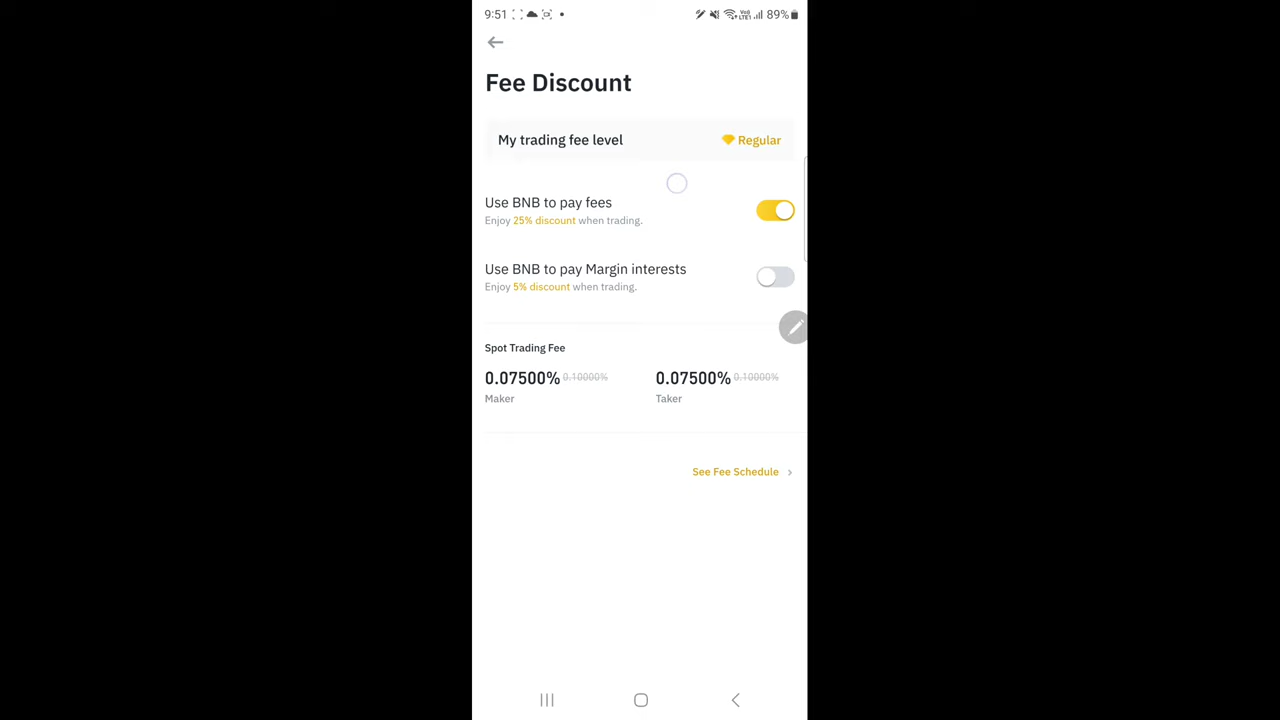 9:51 89%
Fee Discount
My trading fee level Regular
Use BNB to pay fees
Enjoy 25% discount when trading.
Use BNB to pay Margin interests
Enjoy 5% discount when trading.
Spot Trading Fee
0.07500% 0.10000% 0.07500% 0.10000%
Maker Taker
See Fee Schedule